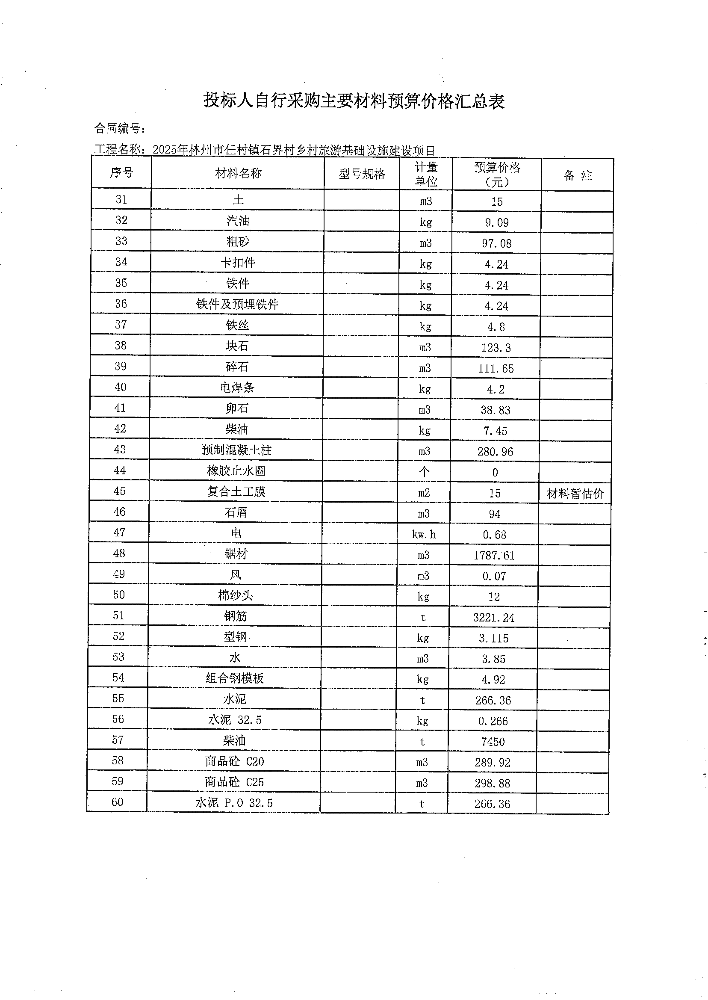 投标人自行采购主要材料预算价格汇总表
合同编号：
工程名称：2025年林州市任村镇石界村乡村旅游基础设施建设项目
序号 材料名称 型号规格 计量单位 预算价格（元） 备 注
31 土 m3 15
32 汽油 kg 9.09
33 粗砂 m3 97.08
34 卡扣件 kg 4.24
35 铁件 kg 4.24
36 铁件及预埋铁件 kg 4.24
37 铁丝 kg 4.8
38 块石 m3 123.3
39 碎石 m3 111.65
40 电焊条 kg 4.2
41 卵石 m3 38.83
42 柴油 kg 7.45
43 预制混凝土柱 m3 280.96
44 橡胶止水圈 个 0
45 复合土工膜 m2 15 材料暂估价
46 石屑 m3 94
47 电 kw.h 0.68
48 锯材 m3 1787.61
49 风 m3 0.07
50 棉纱头 kg 12
51 钢筋 t 3221.24
52 型钢 kg 3.115
53 水 m3 3.85
54 组合钢模板 kg 4.92
55 水泥 t 266.36
56 水泥 32.5 kg 0.266
57 柴油 t 7450
58 商品砼 C20 m3 289.92
59 商品砼 C25 m3 298.88
60 水泥 P.O 32.5 t 266.36